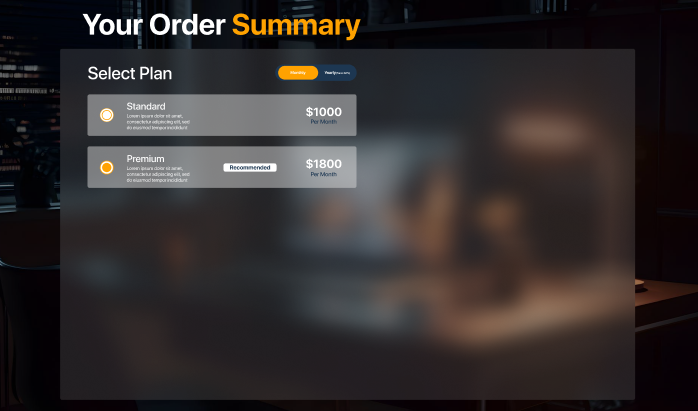 Your Order Summary
Select Plan
Monthly
Yearly
Standard
Lorem ipsum dolor sit amet,
consectetur adipiscing elit, sed
do eiusmod tempor incididunt
$1000
Per Month
Premium
Lorem ipsum dolor sit amet,
consectetur adipiscing elit, sed
do eiusmod tempor incididunt
Recommended
$1800
Per Month